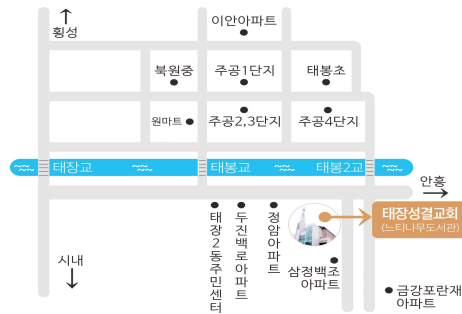 횡성
이안아파트
북원중
주공1단지
태봉초
원마트
주공2,3단지
주공4단지
태장교
태봉교
태봉2교
안흥
태장성결교회
(느티나무도서관)
태장2동주민센터
두진백로아파트
정암아파트
시내
삼정백조
아파트
금강포란재
아파트